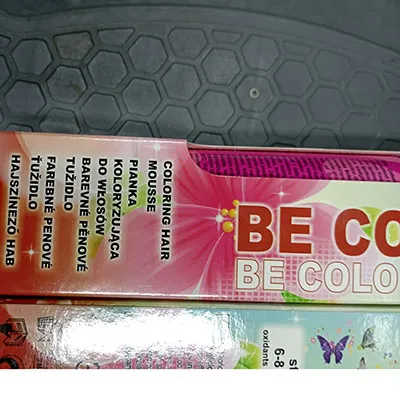 COLORING HAIR
MOUSSE
PIANKA
KOLORYZUJĄCA
DO WŁOSÓW
BAREVNÉ PĚNOVÉ
TUŽIDLO
FAREBNÉ PENOVÉ
ŤUŽIDLO
HAJSZÍNEZŐ HAB
BE CO
BE COLO
6-8
oxidants